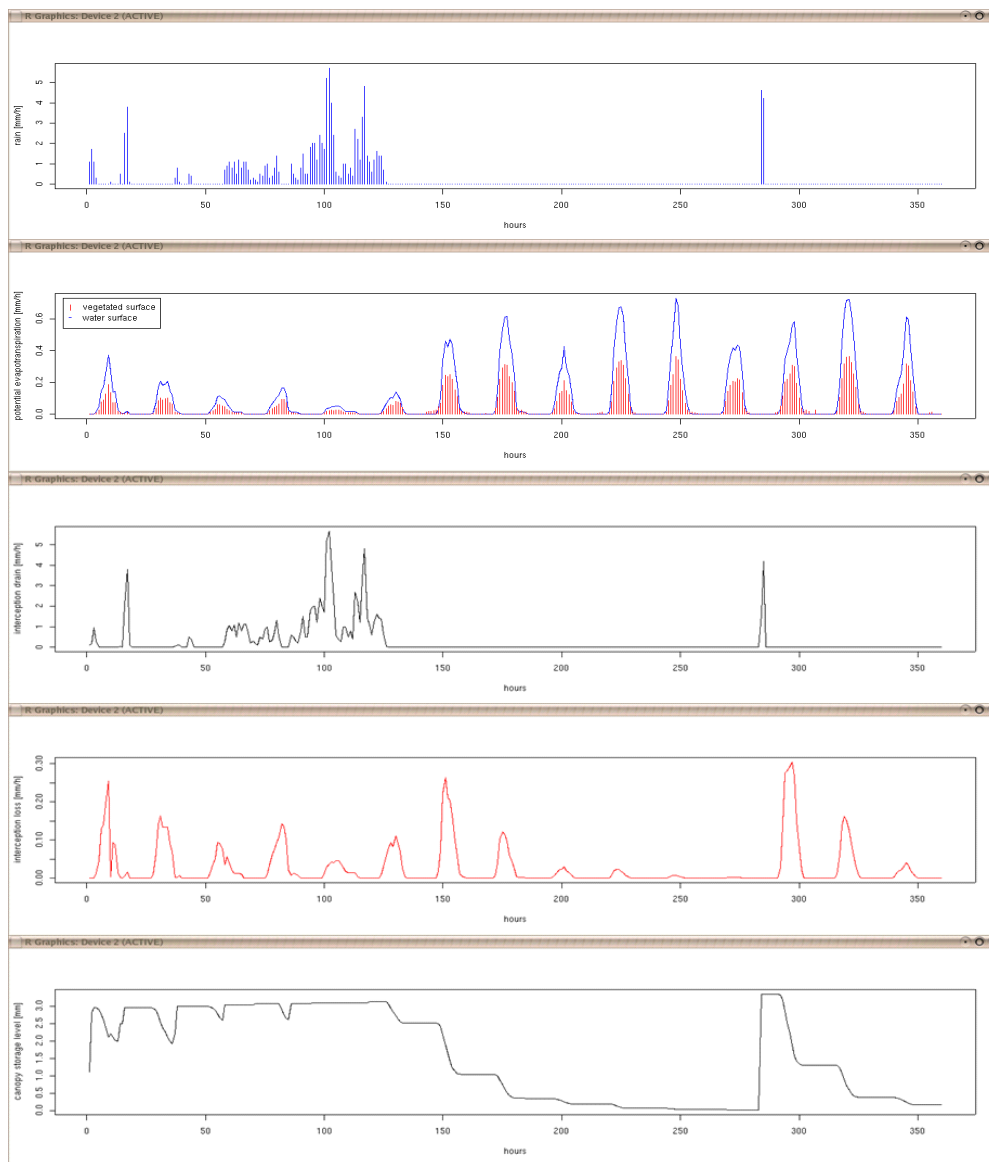 R Graphics: Device 2 (ACTIVE)
rain [mm/h]
0 1 2 3 4 5
0 50 100 150 200 250 300 350
hours
R Graphics: Device 2 (ACTIVE)
potential evapotranspiration [mm/h]
0.0 0.2 0.4 0.6
vegetated surface
water surface
0 50 100 150 200 250 300 350
hours
R Graphics: Device 2 (ACTIVE)
interception drain [mm/h]
0 1 2 3 4 5
0 50 100 150 200 250 300 350
hours
R Graphics: Device 2 (ACTIVE)
interception loss [mm/h]
0.00 0.10 0.20 0.30
0 50 100 150 200 250 300 350
hours
R Graphics: Device 2 (ACTIVE)
canopy storage level [mm]
0.0 0.5 1.0 1.5 2.0 2.5 3.0
0 50 100 150 200 250 300 350
hours